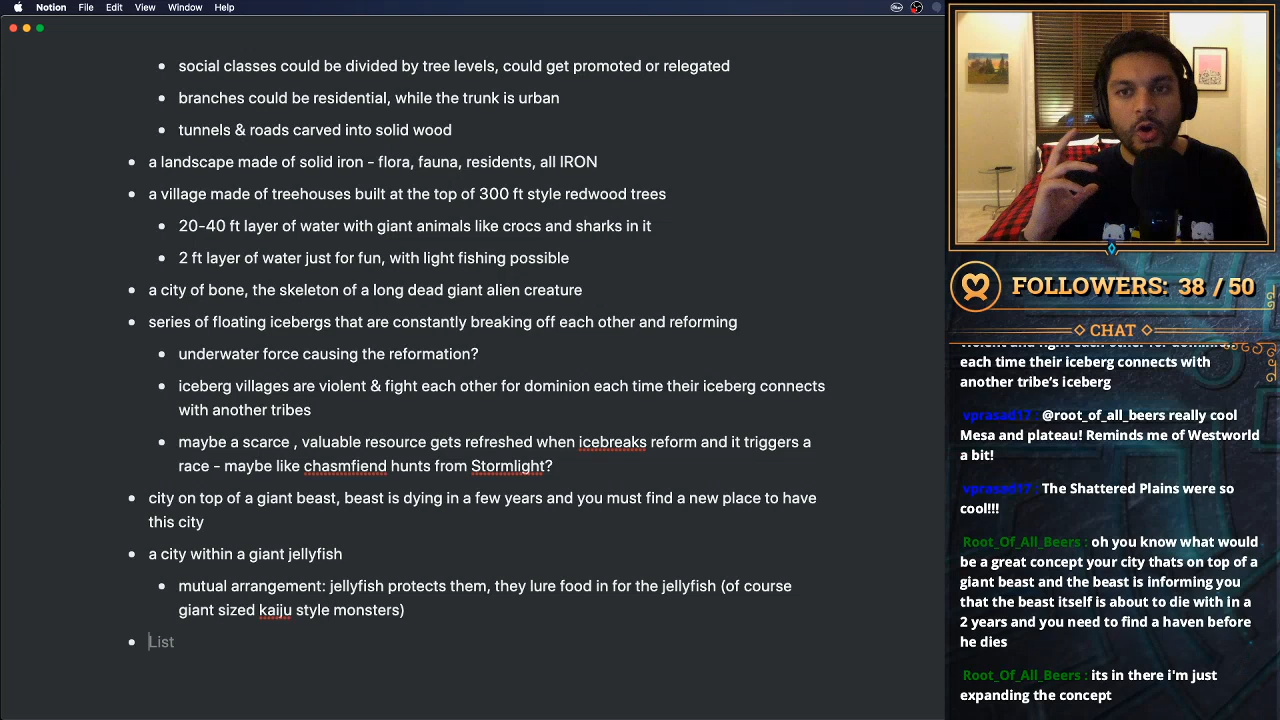 Notion File Edit View Window Help
social classes could be divided by tree levels, could get promoted or relegated
branches could be residential, while the trunk is urban
tunnels & roads carved into solid wood
a landscape made of solid iron - flora, fauna, residents, all IRON
a village made of treehouses built at the top of 300 ft style redwood trees
20-40 ft layer of water with giant animals like crocs and sharks in it
2 ft layer of water just for fun, with light fishing possible
a city of bone, the skeleton of a long dead giant alien creature
series of floating icebergs that are constantly breaking off each other and reforming
underwater force causing the reformation?
iceberg villages are violent & fight each other for dominion each time their iceberg connects
with another tribes
maybe a scarce , valuable resource gets refreshed when icebreaks reform and it triggers a
race - maybe like chasmfiend hunts from Stormlight?
city on top of a giant beast, beast is dying in a few years and you must find a new place to have
this city
a city within a giant jellyfish
mutual arrangement: jellyfish protects them, they lure food in for the jellyfish (of course
giant sized kaiju style monsters)
List
FOLLOWERS: 38 / 50
CHAT
each time their iceberg connects with
another tribe's iceberg
vprasad17 : @root_of_all_beers really cool
Mesa and plateau! Reminds me of Westworld
a bit!
vprasad17 : The Shattered Plains were so
cool!!!
Root_Of_All_Beers : oh you know what would
be a great concept your city thats on top of a
giant beast and the beast is informing you
that the beast itself is about to die with in a
2 years and you need to find a haven before
he dies
Root_Of_All_Beers : its in there i'm just
expanding the concept